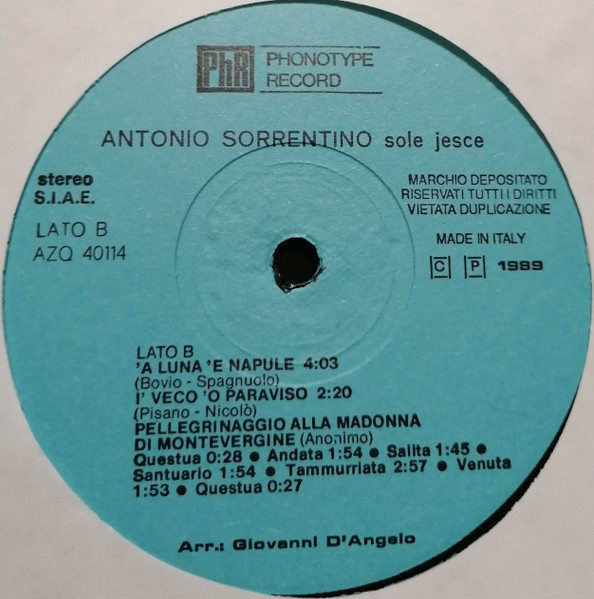 PhR PHONOTYPE
RECORD
ANTONIO SORRENTINO sole jesce
stereo
S.I.A.E.
LATO B
AZQ 40114
MARCHIO DEPOSITATO
RISERVATI TUTTI I DIRITTI
VIETATA DUPLICAZIONE
MADE IN ITALY
C P 1989
LATO B
'A LUNA 'E NAPULE 4:03
(Bovio - Spagnuolo)
I' VECO 'O PARAVISO 2:20
(Pisano - Nicolò)
PELLEGRINAGGIO ALLA MADONNA
DI MONTEVERGINE (Anonimo)
Questua 0:28 ● Andata 1:54 ● Salita 1:45 ●
Santuario 1:54 ● Tammurriata 2:57 ● Venuta
1:53 ● Questua 0:27
Arr.: Giovanni D'Angelo